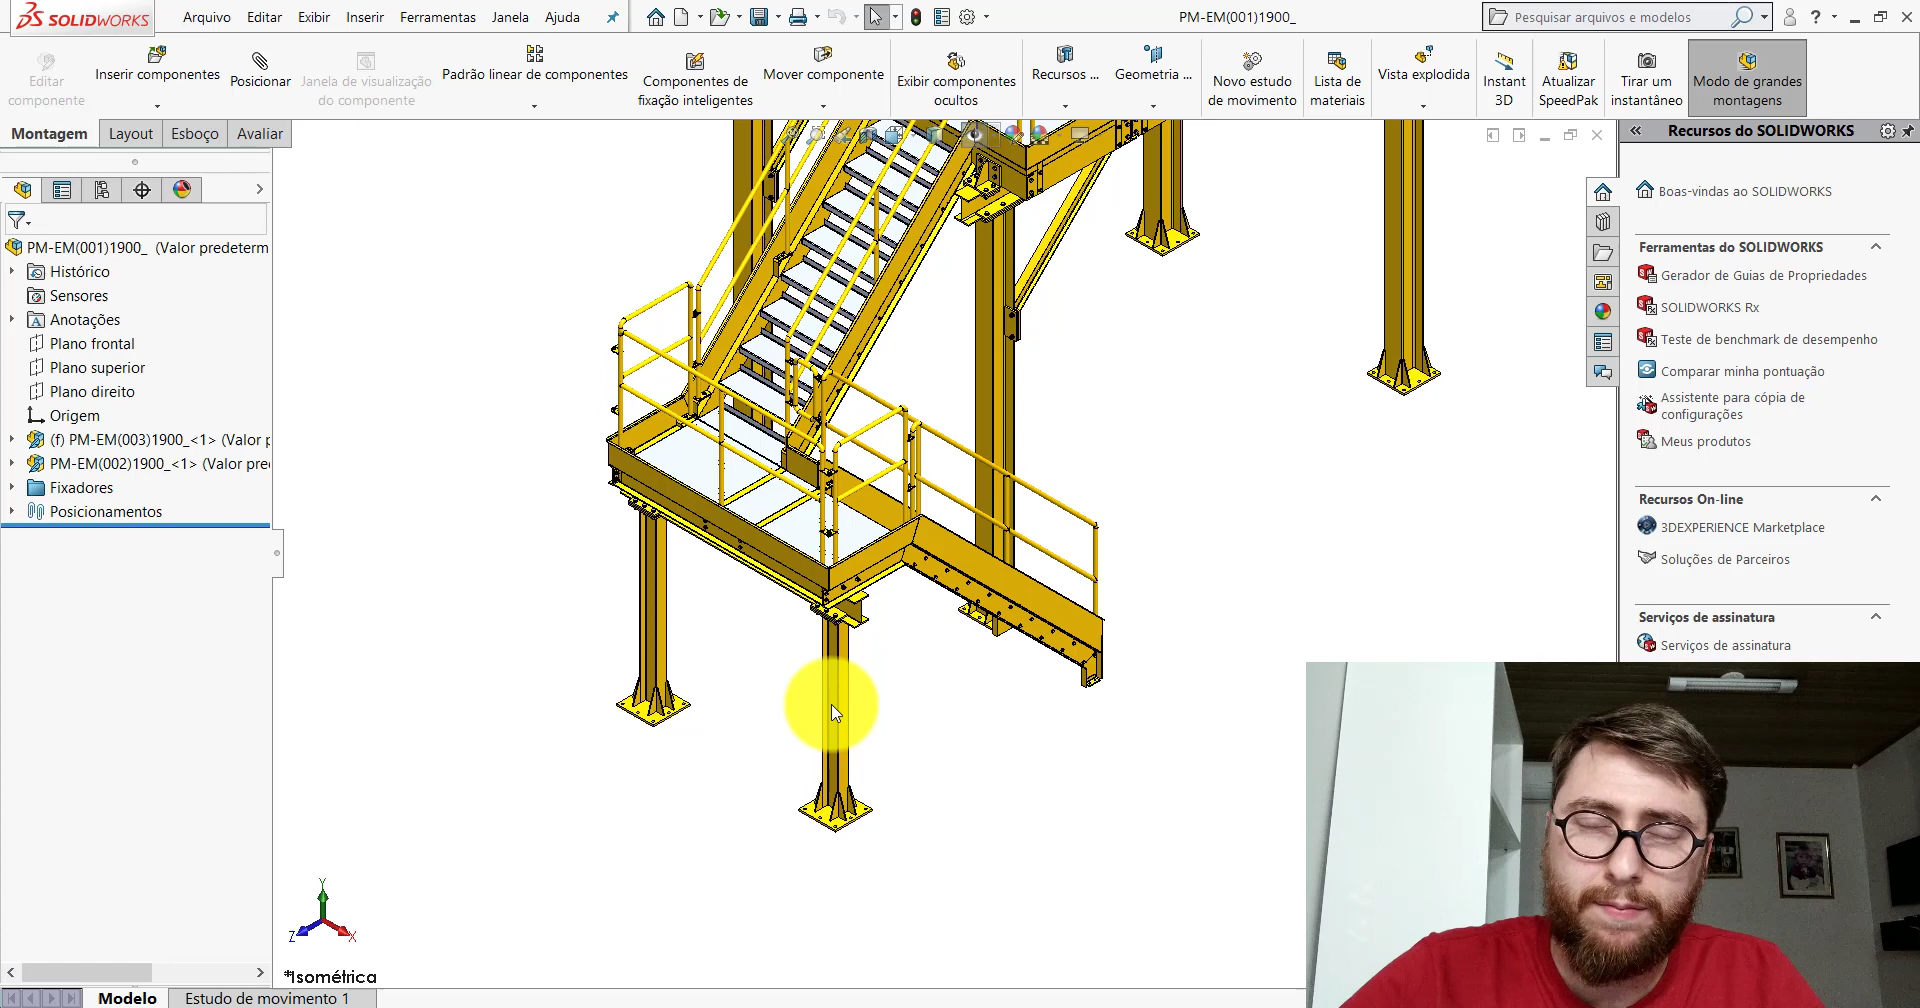 SOLIDWORKS
Arquivo Editar Exibir Inserir Ferramentas Janela Ajuda
PM-EM(001)1900_
Pesquisar arquivos e modelos
?
Editar
componente
Inserir componentes
Posicionar
Janela de visualização
do componente
Padrão linear de componentes
Componentes de
fixação inteligentes
Mover componente
Exibir componentes
ocultos
Recursos ...
Geometria ...
Novo estudo
de movimento
Lista de
materiais
Vista explodida
Instant
3D
Atualizar
SpeedPak
Tirar um
instantâneo
Modo de grandes
montagens
Montagem Layout Esboço Avaliar
PM-EM(001)1900_ (Valor predeterm
Histórico
Sensores
Anotações
Plano frontal
Plano superior
Plano direito
Origem
(f) PM-EM(003)1900_<1> (Valor p
PM-EM(002)1900_<1> (Valor pre
Fixadores
Posicionamentos
Y
Z
X
*Isométrica
Modelo Estudo de movimento 1
Recursos do SOLIDWORKS
Boas-vindas ao SOLIDWORKS
Ferramentas do SOLIDWORKS
Gerador de Guias de Propriedades
SOLIDWORKS Rx
Teste de benchmark de desempenho
Comparar minha pontuação
Assistente para cópia de
configurações
Meus produtos
Recursos On-line
3DEXPERIENCE Marketplace
Soluções de Parceiros
Serviços de assinatura
Serviços de assinatura